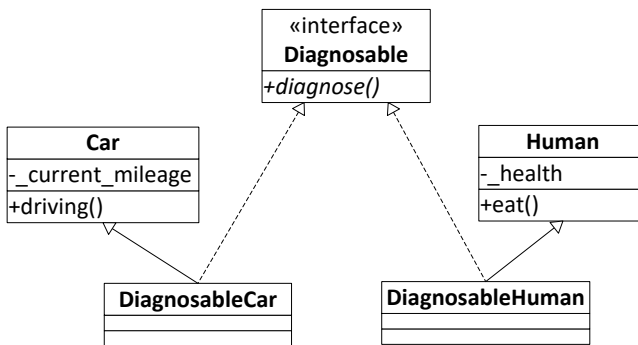 «interface»
Diagnosable
+diagnose()
Car
-_current_mileage
+driving()
Human
-_health
+eat()
DiagnosableCar
DiagnosableHuman